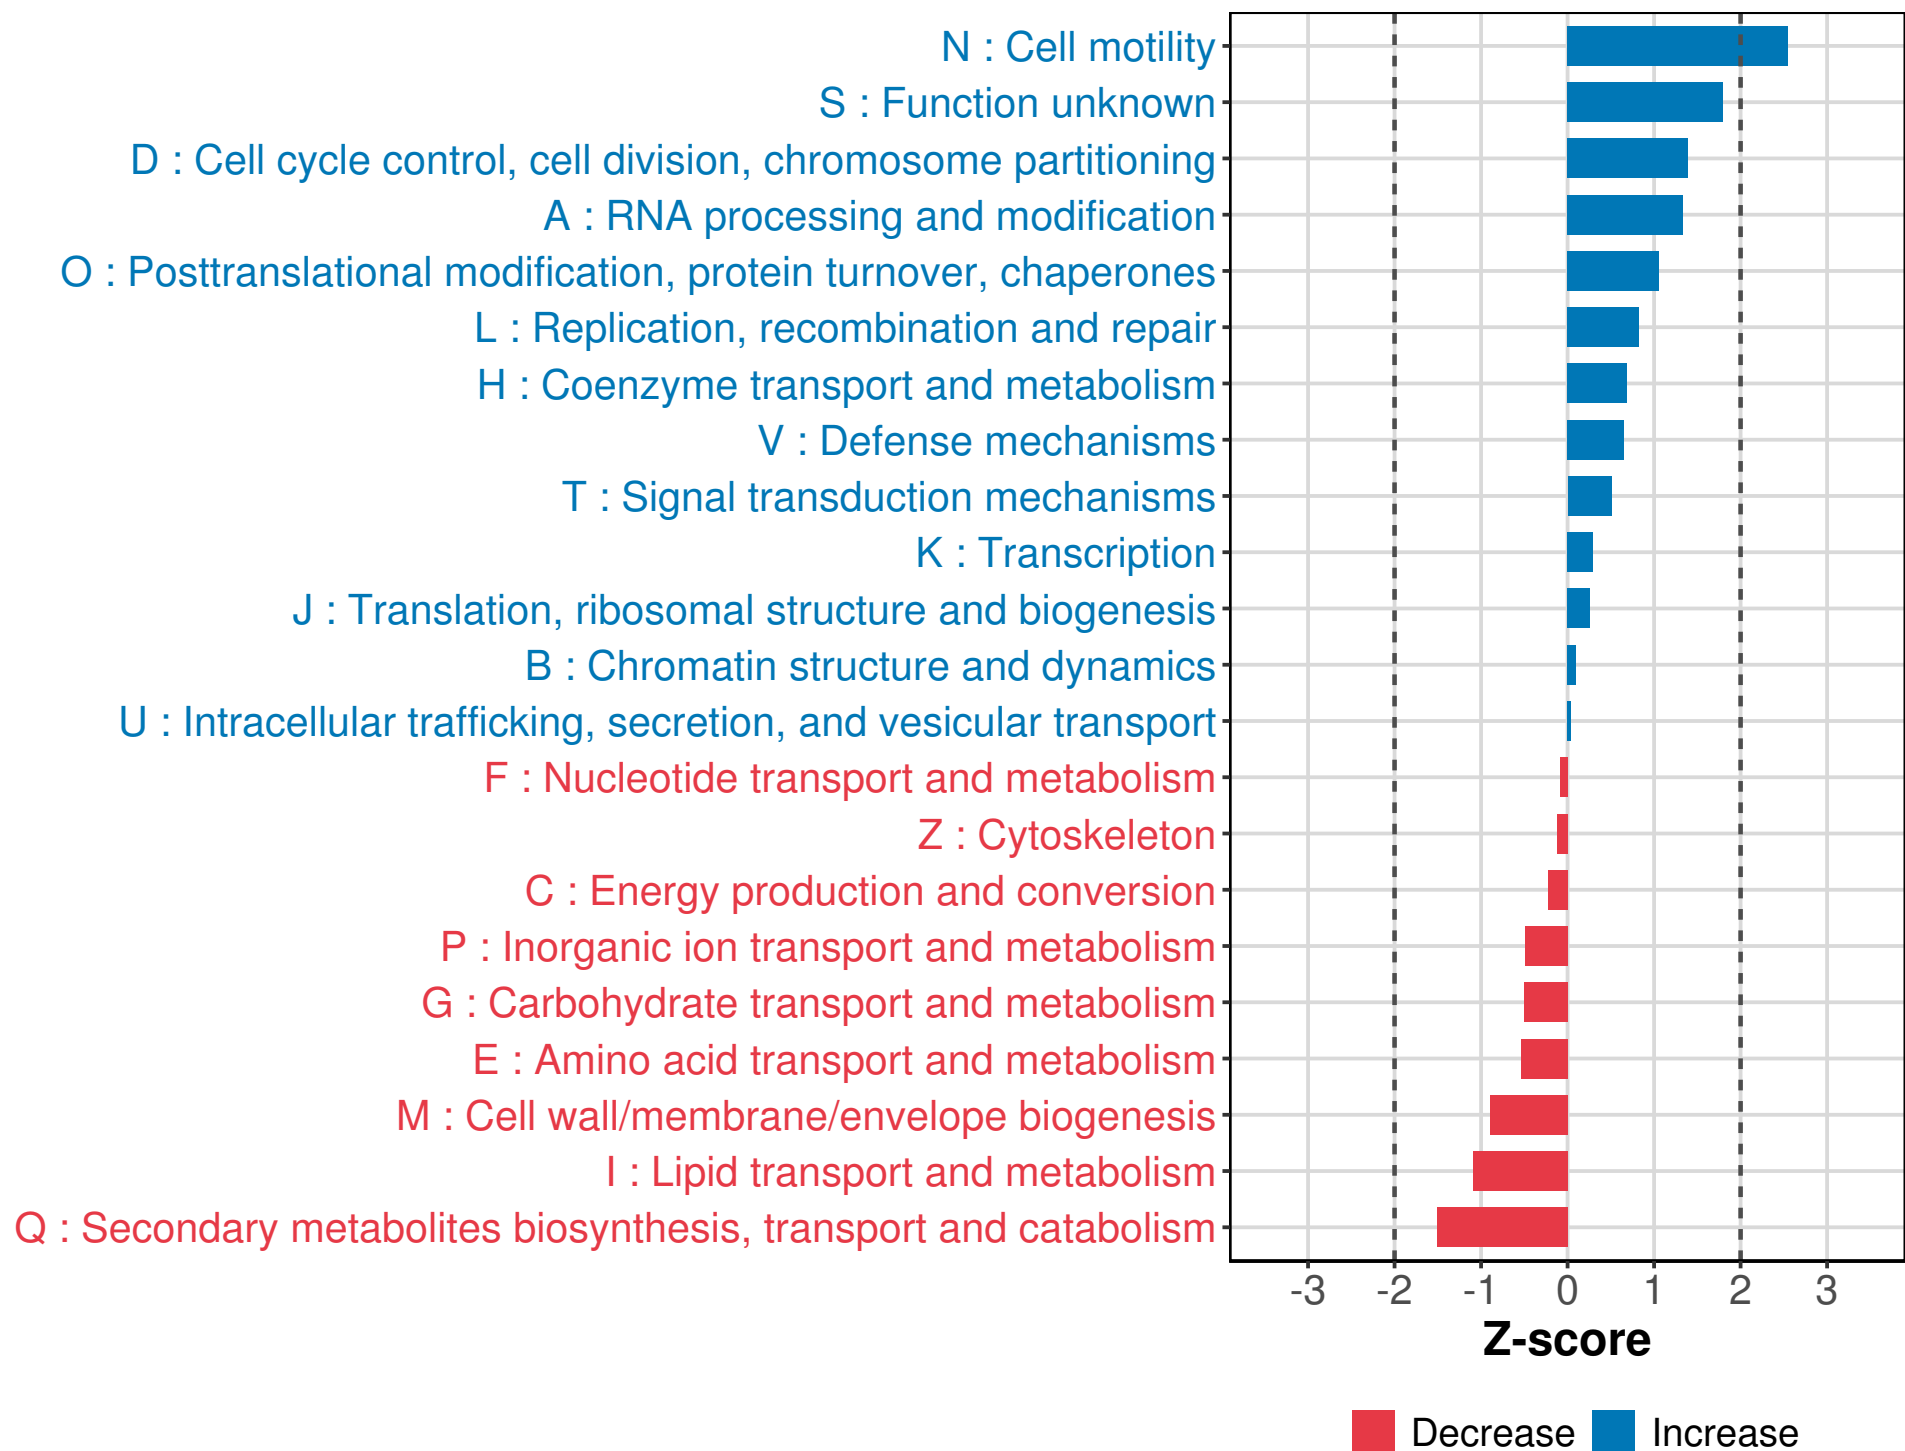 N : Cell motility
S : Function unknown
D : Cell cycle control, cell division, chromosome partitioning
A : RNA processing and modification
O : Posttranslational modification, protein turnover, chaperones
L : Replication, recombination and repair
H : Coenzyme transport and metabolism
V : Defense mechanisms
T : Signal transduction mechanisms
K : Transcription
J : Translation, ribosomal structure and biogenesis
B : Chromatin structure and dynamics
U : Intracellular trafficking, secretion, and vesicular transport
F : Nucleotide transport and metabolism
Z : Cytoskeleton
C : Energy production and conversion
P : Inorganic ion transport and metabolism
G : Carbohydrate transport and metabolism
E : Amino acid transport and metabolism
M : Cell wall/membrane/envelope biogenesis
I : Lipid transport and metabolism
Q : Secondary metabolites biosynthesis, transport and catabolism
-3 -2 -1 0 1 2 3
Z-score
Decrease Increase